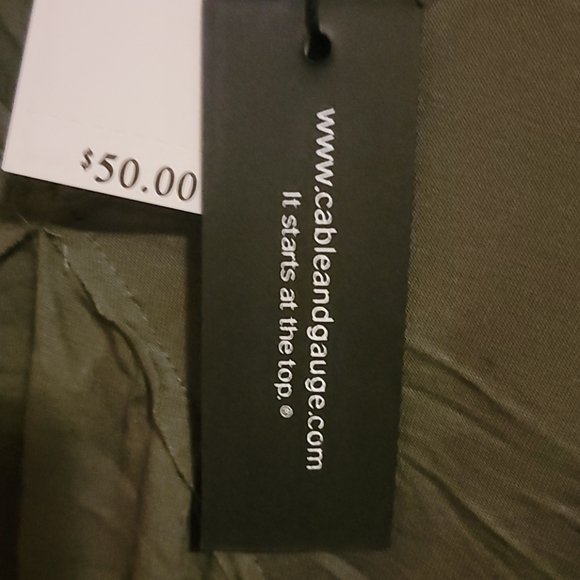 $50.00
www.cableandgauge.com
It starts at the top.®